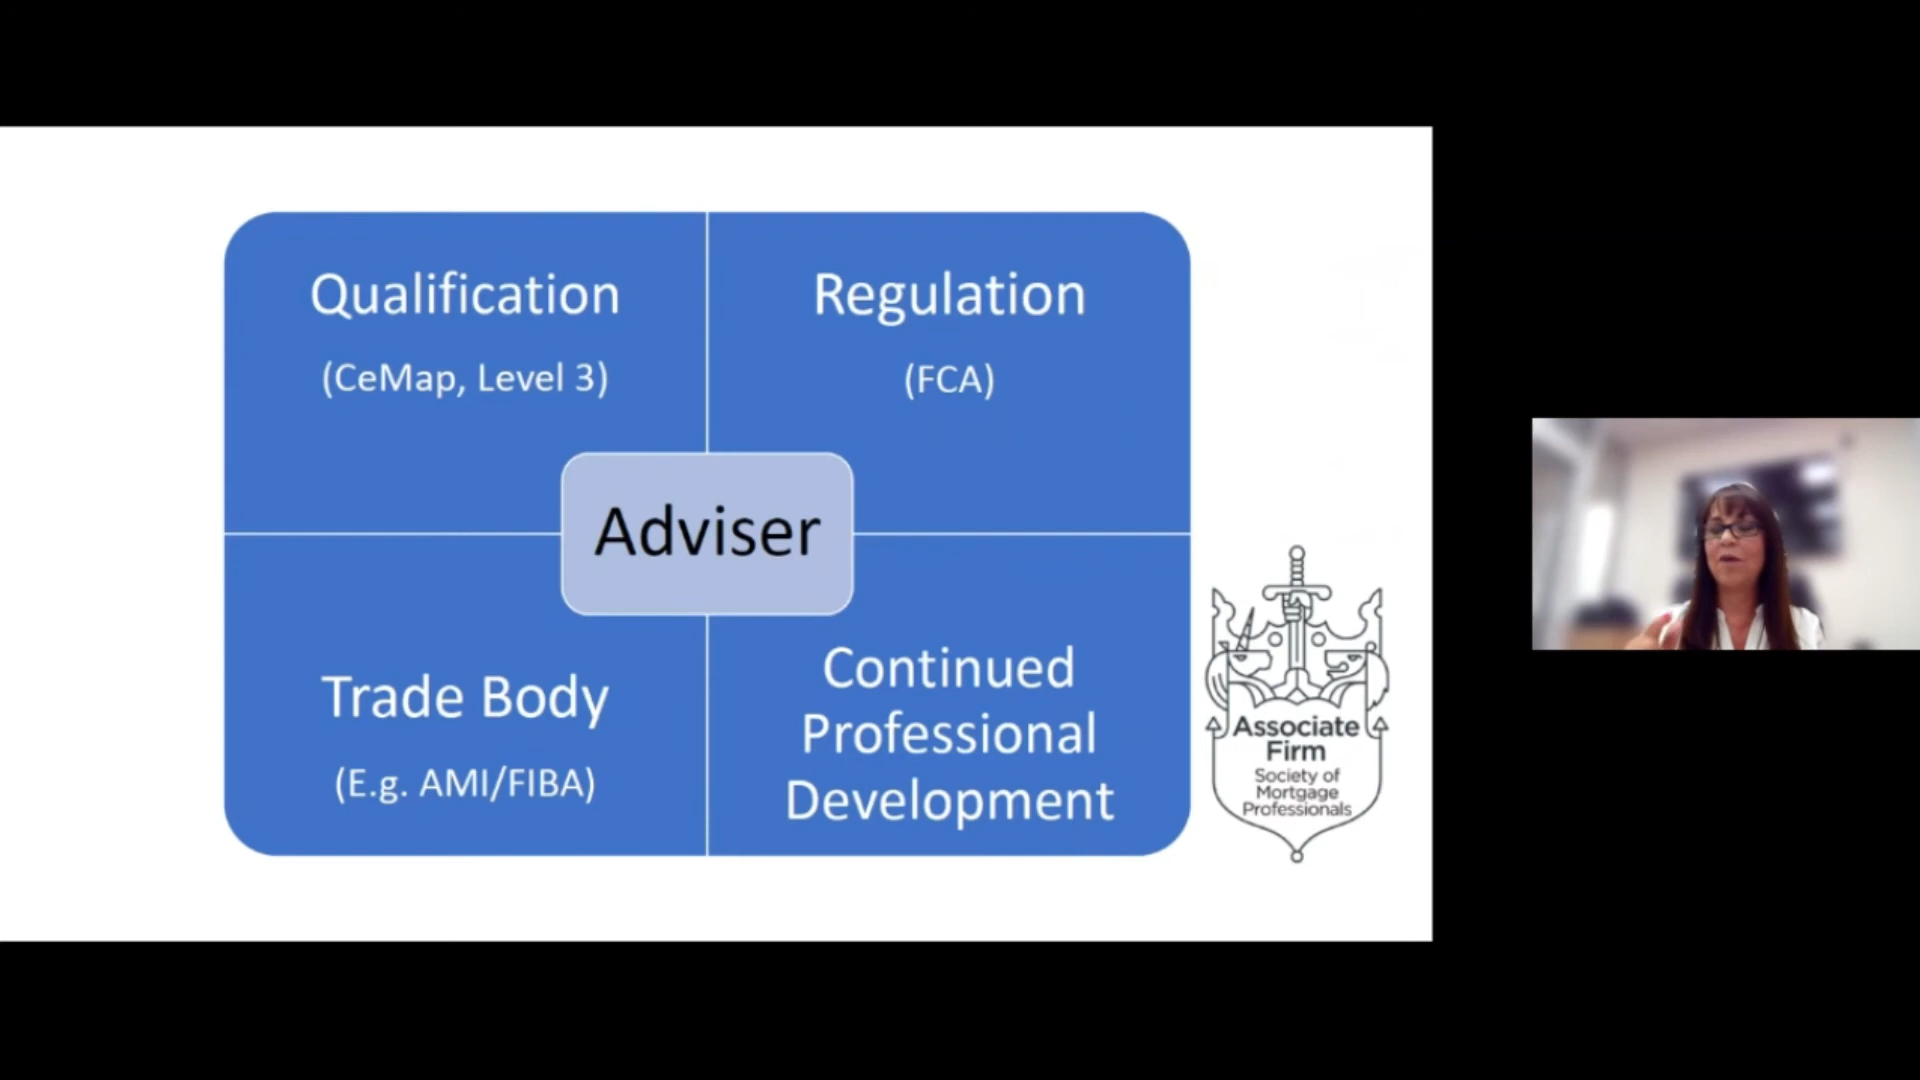 Qualification
(CeMap, Level 3)
Regulation
(FCA)
Adviser
Trade Body
(E.g. AMI/FIBA)
Continued
Professional
Development
Associate
Firm
Society of
Mortgage
Professionals